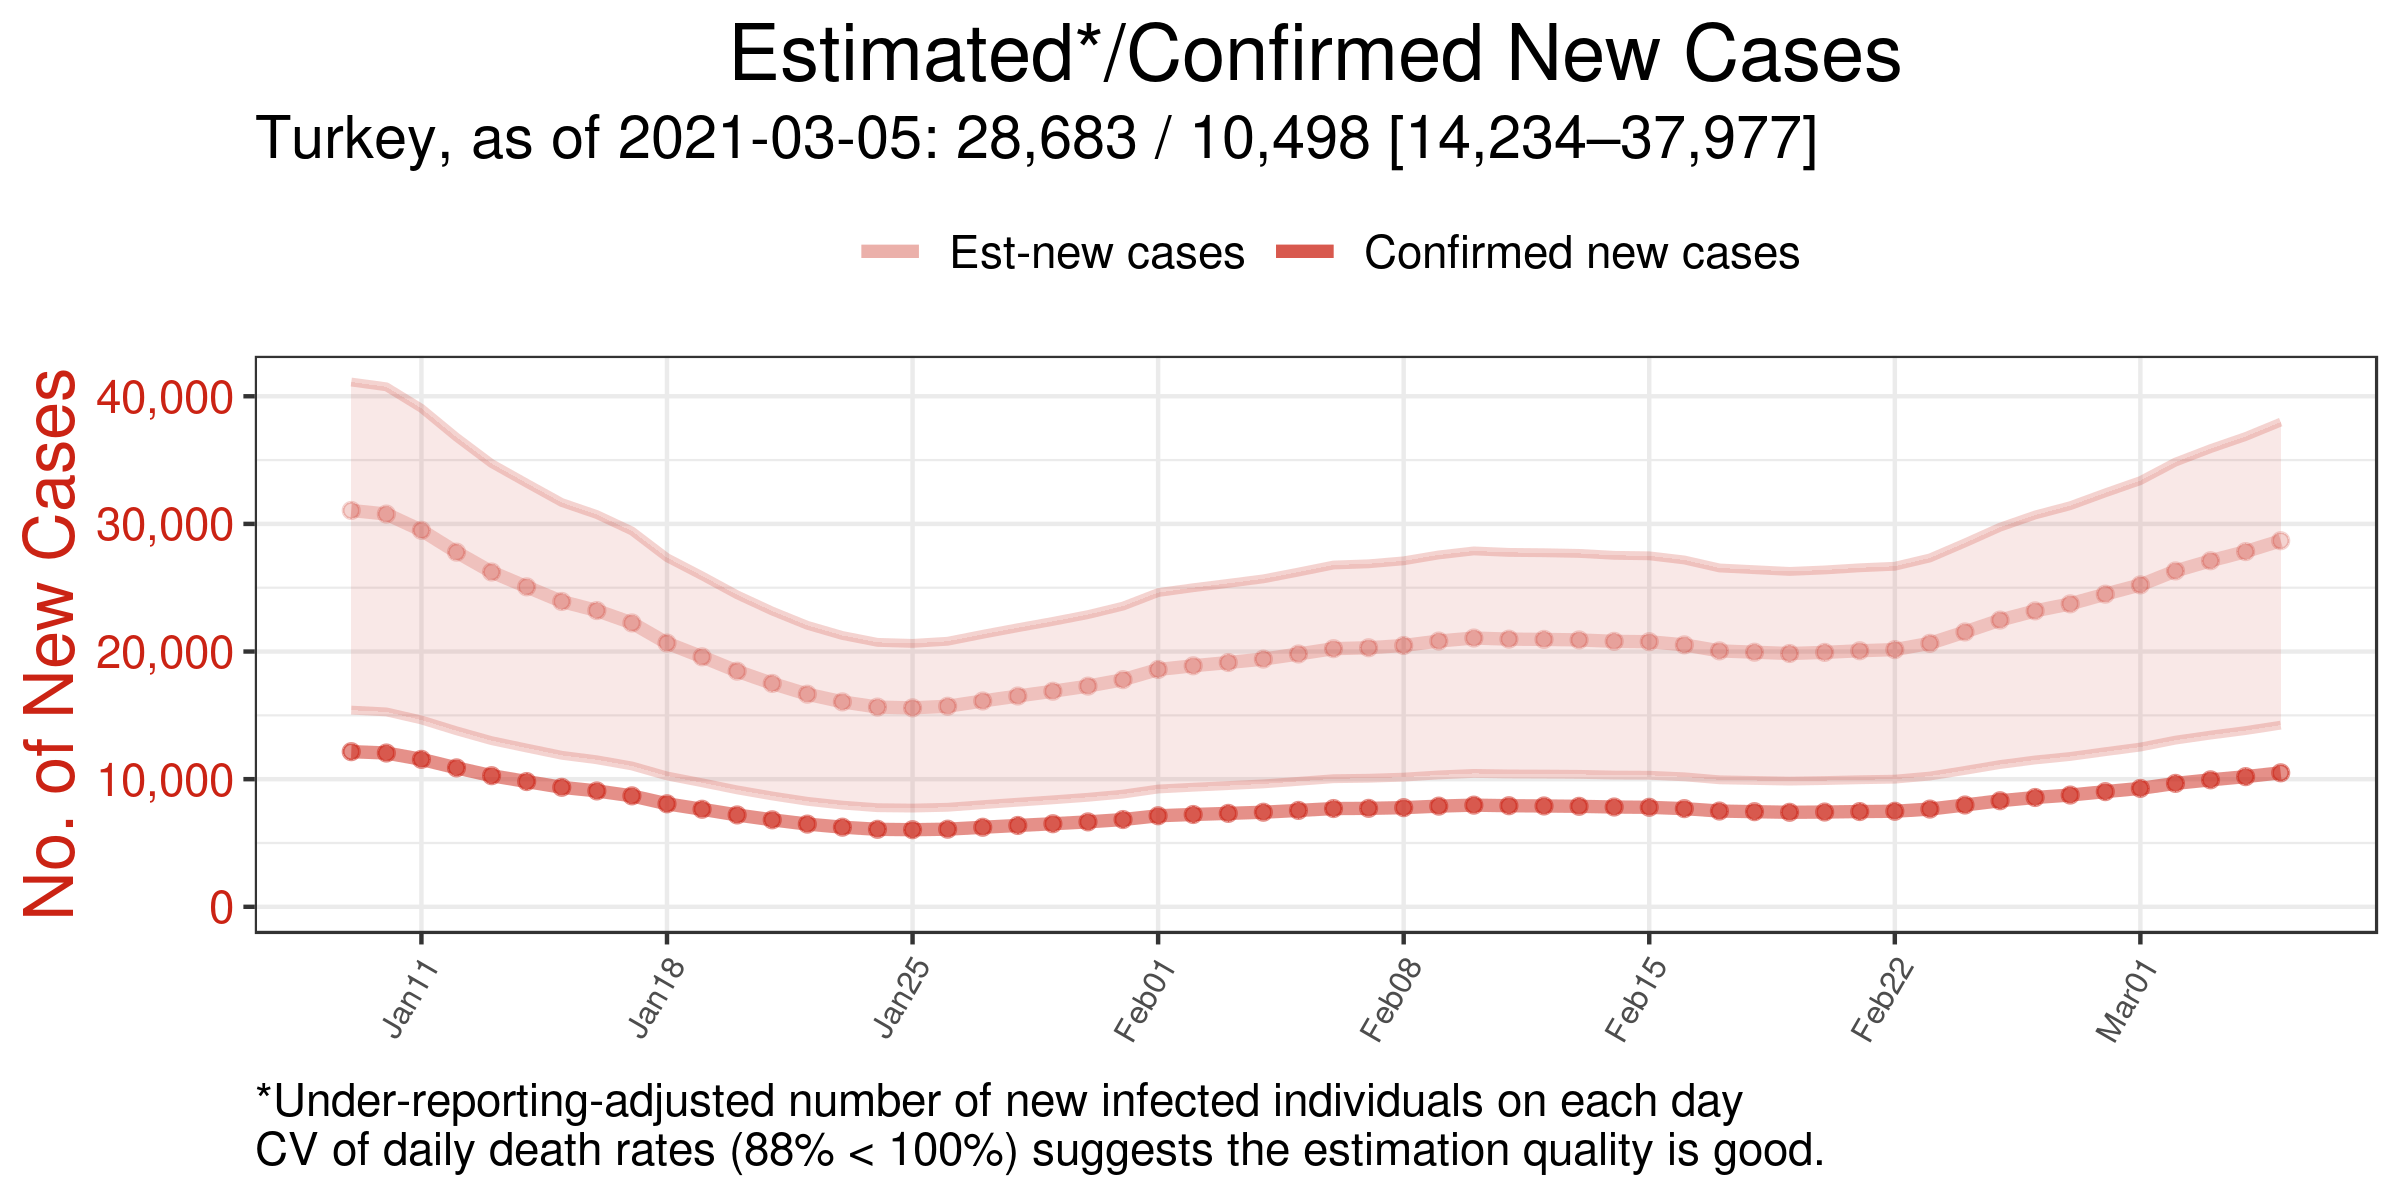 Estimated*/Confirmed New Cases
Turkey, as of 2021-03-05: 28,683 / 10,498 [14,234–37,977]
Est-new cases Confirmed new cases
No. of New Cases
40,000
30,000
20,000
10,000
0
Jan11 Jan18 Jan25 Feb01 Feb08 Feb15 Feb22 Mar01
*Under-reporting-adjusted number of new infected individuals on each day
CV of daily death rates (88% < 100%) suggests the estimation quality is good.